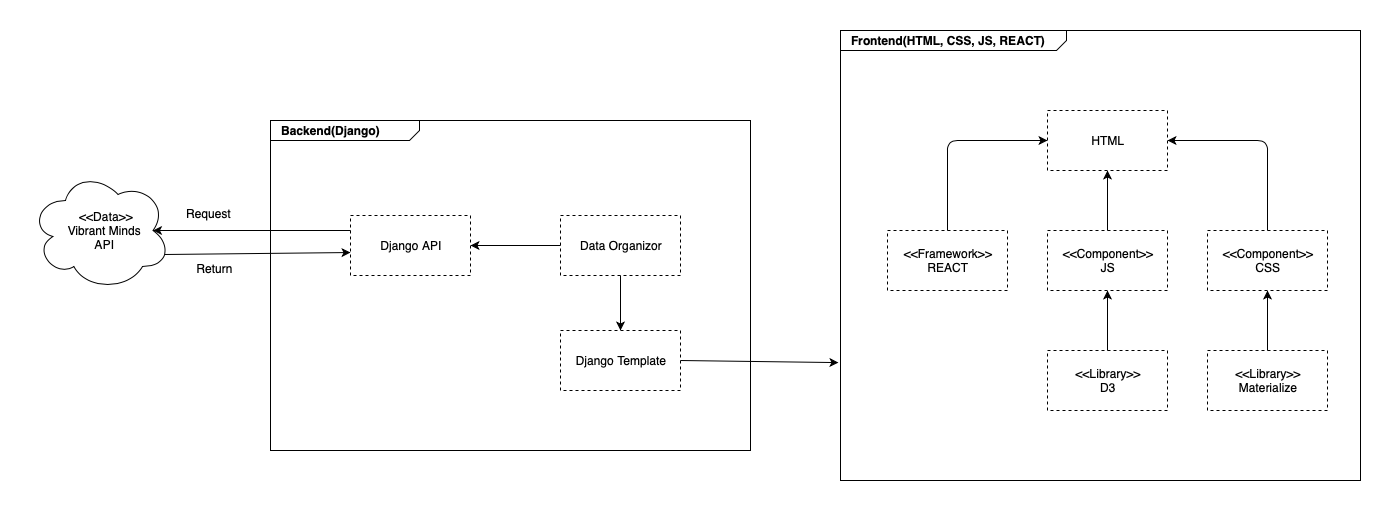 Frontend(HTML, CSS, JS, REACT)
Backend(Django)
HTML
<<Data>>
Vibrant Minds
API
Request
Return
Django API
Data Organizor
Django Template
<<Framework>>
REACT
<<Component>>
JS
<<Component>>
CSS
<<Library>>
D3
<<Library>>
Materialize